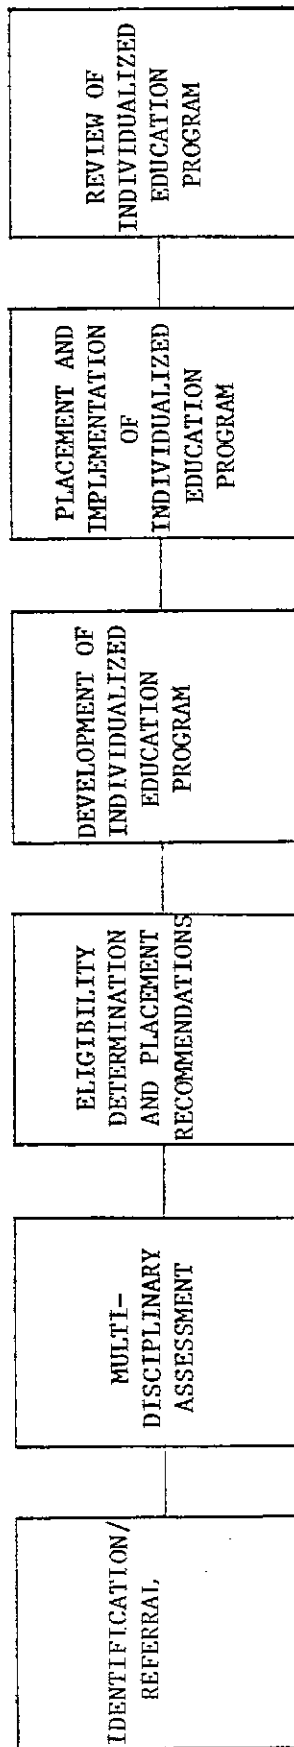 IDENTIFICATION/
REFERRAL
MULTI-
DISCIPLINARY
ASSESSMENT
ELIGIBILITY
DETERMINATION
AND PLACEMENT
RECOMMENDATIONS
DEVELOPMENT OF
INDIVIDUALIZED
EDUCATION
PROGRAM
PLACEMENT AND
IMPLEMENTATION
OF
INDIVIDUALIZED
EDUCATION
PROGRAM
REVIEW OF
INDIVIDUALIZED
EDUCATION
PROGRAM